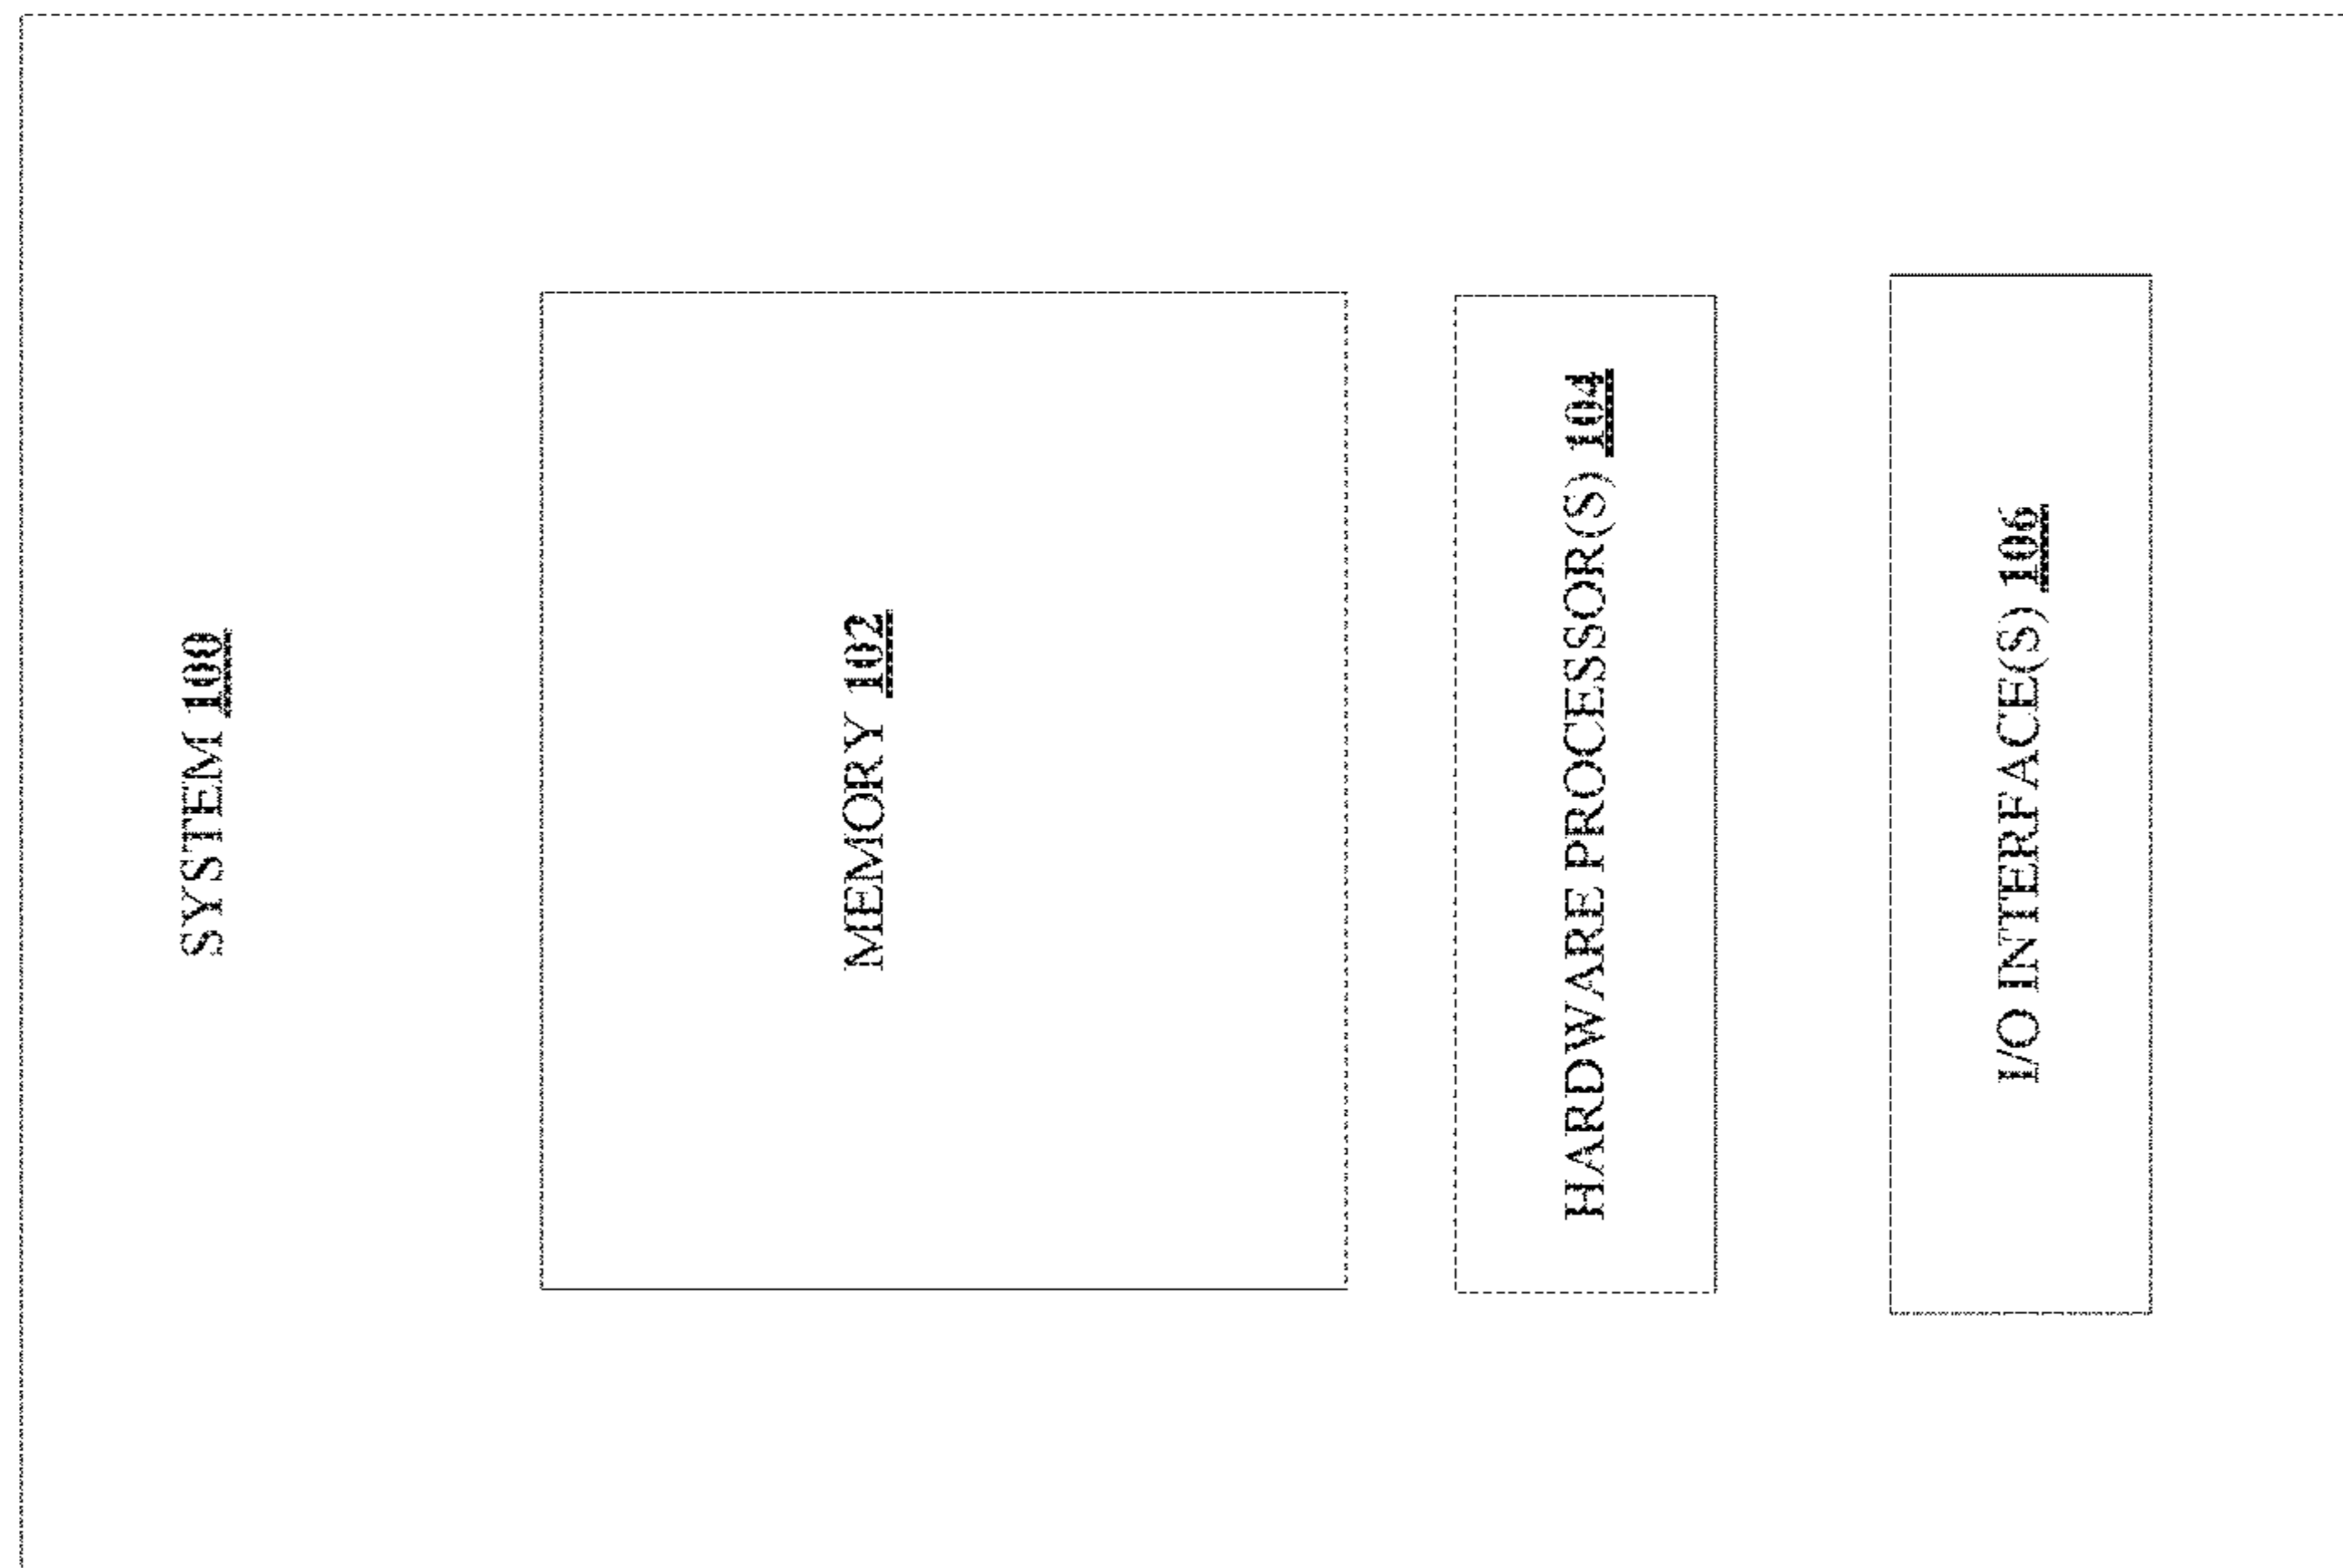 SYSTEM 100
MEMORY 102
HARDWARE PROCESSOR(S) 104
I/O INTERFACE(S) 106